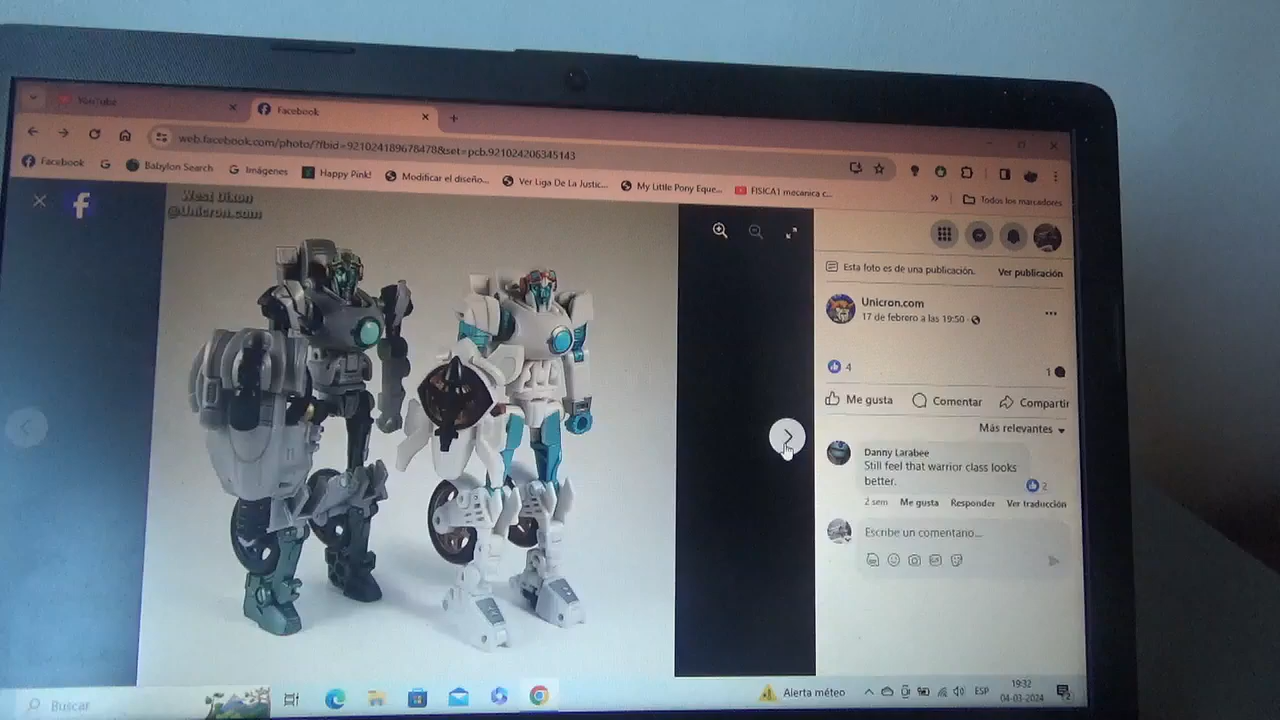 YouTube
Facebook
web.facebook.com/photo/?fbid=921024189678478&set=pcb.921024206345143
Facebook
Babylon Search
Imágenes
Happy Pink!
Modificar el diseño...
Ver Liga De La Justic...
My Little Pony Eque...
FISICA1 mecanica c...
»
Todos los marcadores
West Dixon
@Unicron.com
Esta foto es de una publicación.
Ver publicación
Unicron.com
17 de febrero a las 19:50 ·
4
1
Me gusta
Comentar
Compartir
Más relevantes
Danny Larabee
Still feel that warrior class looks
better.
2
2 sem Me gusta Responder Ver traducción
Escribe un comentario...
Buscar
Alerta météo
ESP
19:32
04-03-2024